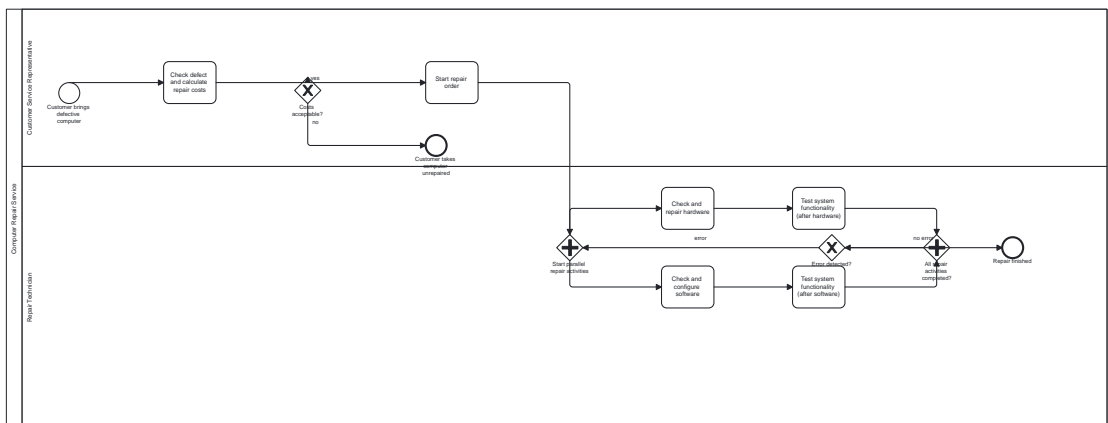 Computer Repair Service
Customer Service Representative
Customer brings
defective
computer
Check defect
and calculate
repair costs
yes
Costs
acceptable?
no
Start repair
order
Customer takes
computer
unrepaired
Repair Technician
Start parallel
repair activities
Check and
repair hardware
Test system
functionality
(after hardware)
error
Error detected?
no error
All repair
activities
completed?
Repair finished
Check and
configure
software
Test system
functionality
(after software)